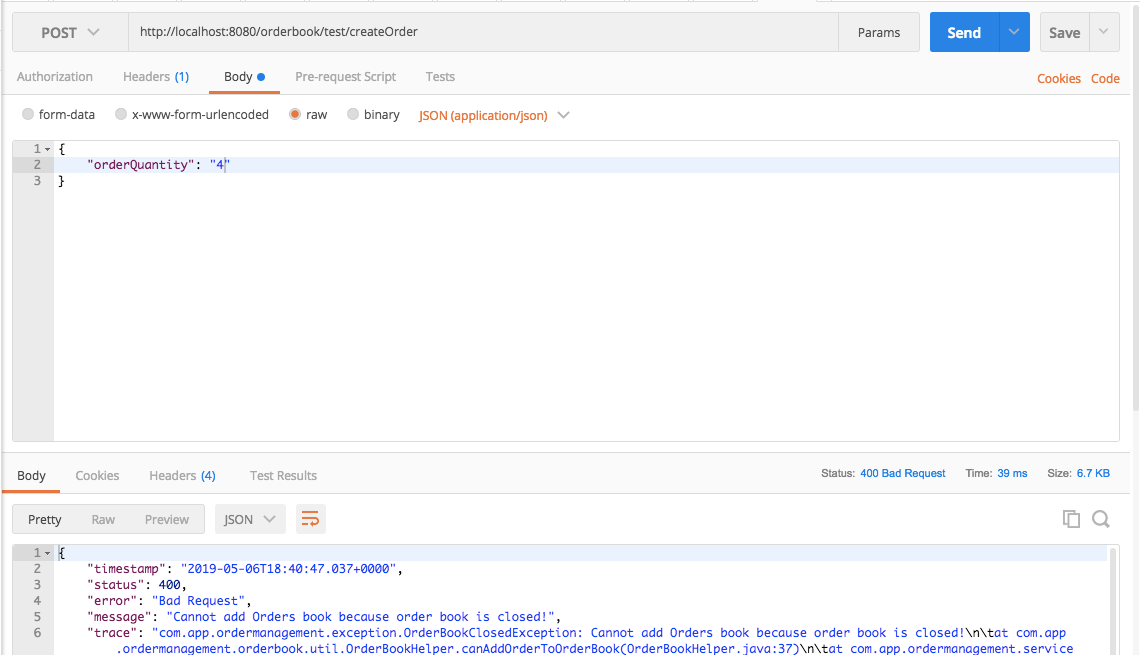 POST http://localhost:8080/orderbook/test/createOrder Params Send Save
Authorization Headers (1) Body Pre-request Script Tests Cookies Code
form-data x-www-form-urlencoded raw binary JSON (application/json)
1 {
2 "orderQuantity": "4"
3 }
Body Cookies Headers (4) Test Results Status: 400 Bad Request Time: 39 ms Size: 6.7 KB
Pretty Raw Preview JSON
1 {
2 "timestamp": "2019-05-06T18:40:47.037+0000",
3 "status": 400,
4 "error": "Bad Request",
5 "message": "Cannot add Orders book because order book is closed!",
6 "trace": "com.app.ordermanagement.exception.OrderBookClosedException: Cannot add Orders book because order book is closed!\n\tat com.app
.ordermanagement.orderbook.util.OrderBookHelper.canAddOrderToOrderBook(OrderBookHelper.java:37)\n\tat com.app.ordermanagement.service